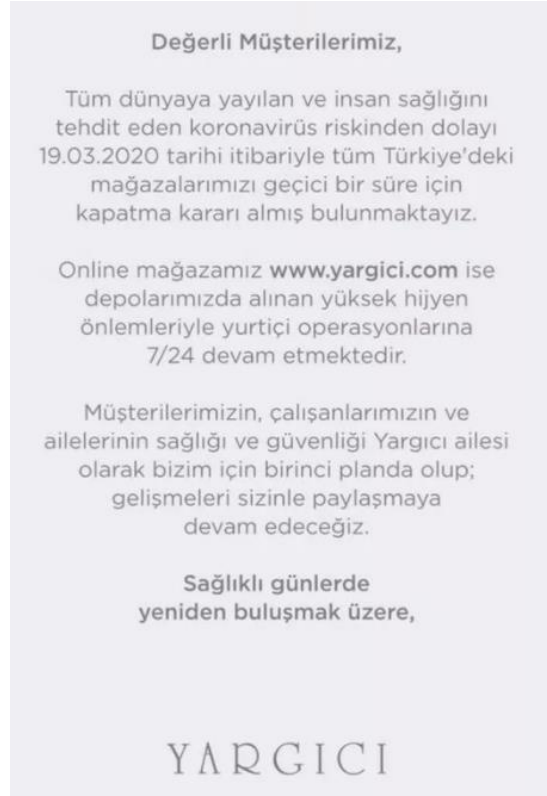 Değerli Müşterilerimiz,
Tüm dünyaya yayılan ve insan sağlığını
tehdit eden koronavirüs riskinden dolayı
19.03.2020 tarihi itibariyle tüm Türkiye'deki
mağazalarımızı geçici bir süre için
kapatma kararı almış bulunmaktayız.
Online mağazamız www.yargici.com ise
depolarımızda alınan yüksek hijyen
önlemleriyle yurtiçi operasyonlarına
7/24 devam etmektedir.
Müşterilerimizin, çalışanlarımızın ve
ailelerinin sağlığı ve güvenliği Yargıcı ailesi
olarak bizim için birinci planda olup;
gelişmeleri sizinle paylaşmaya
devam edeceğiz.
Sağlıklı günlerde
yeniden buluşmak üzere,
YARGICI